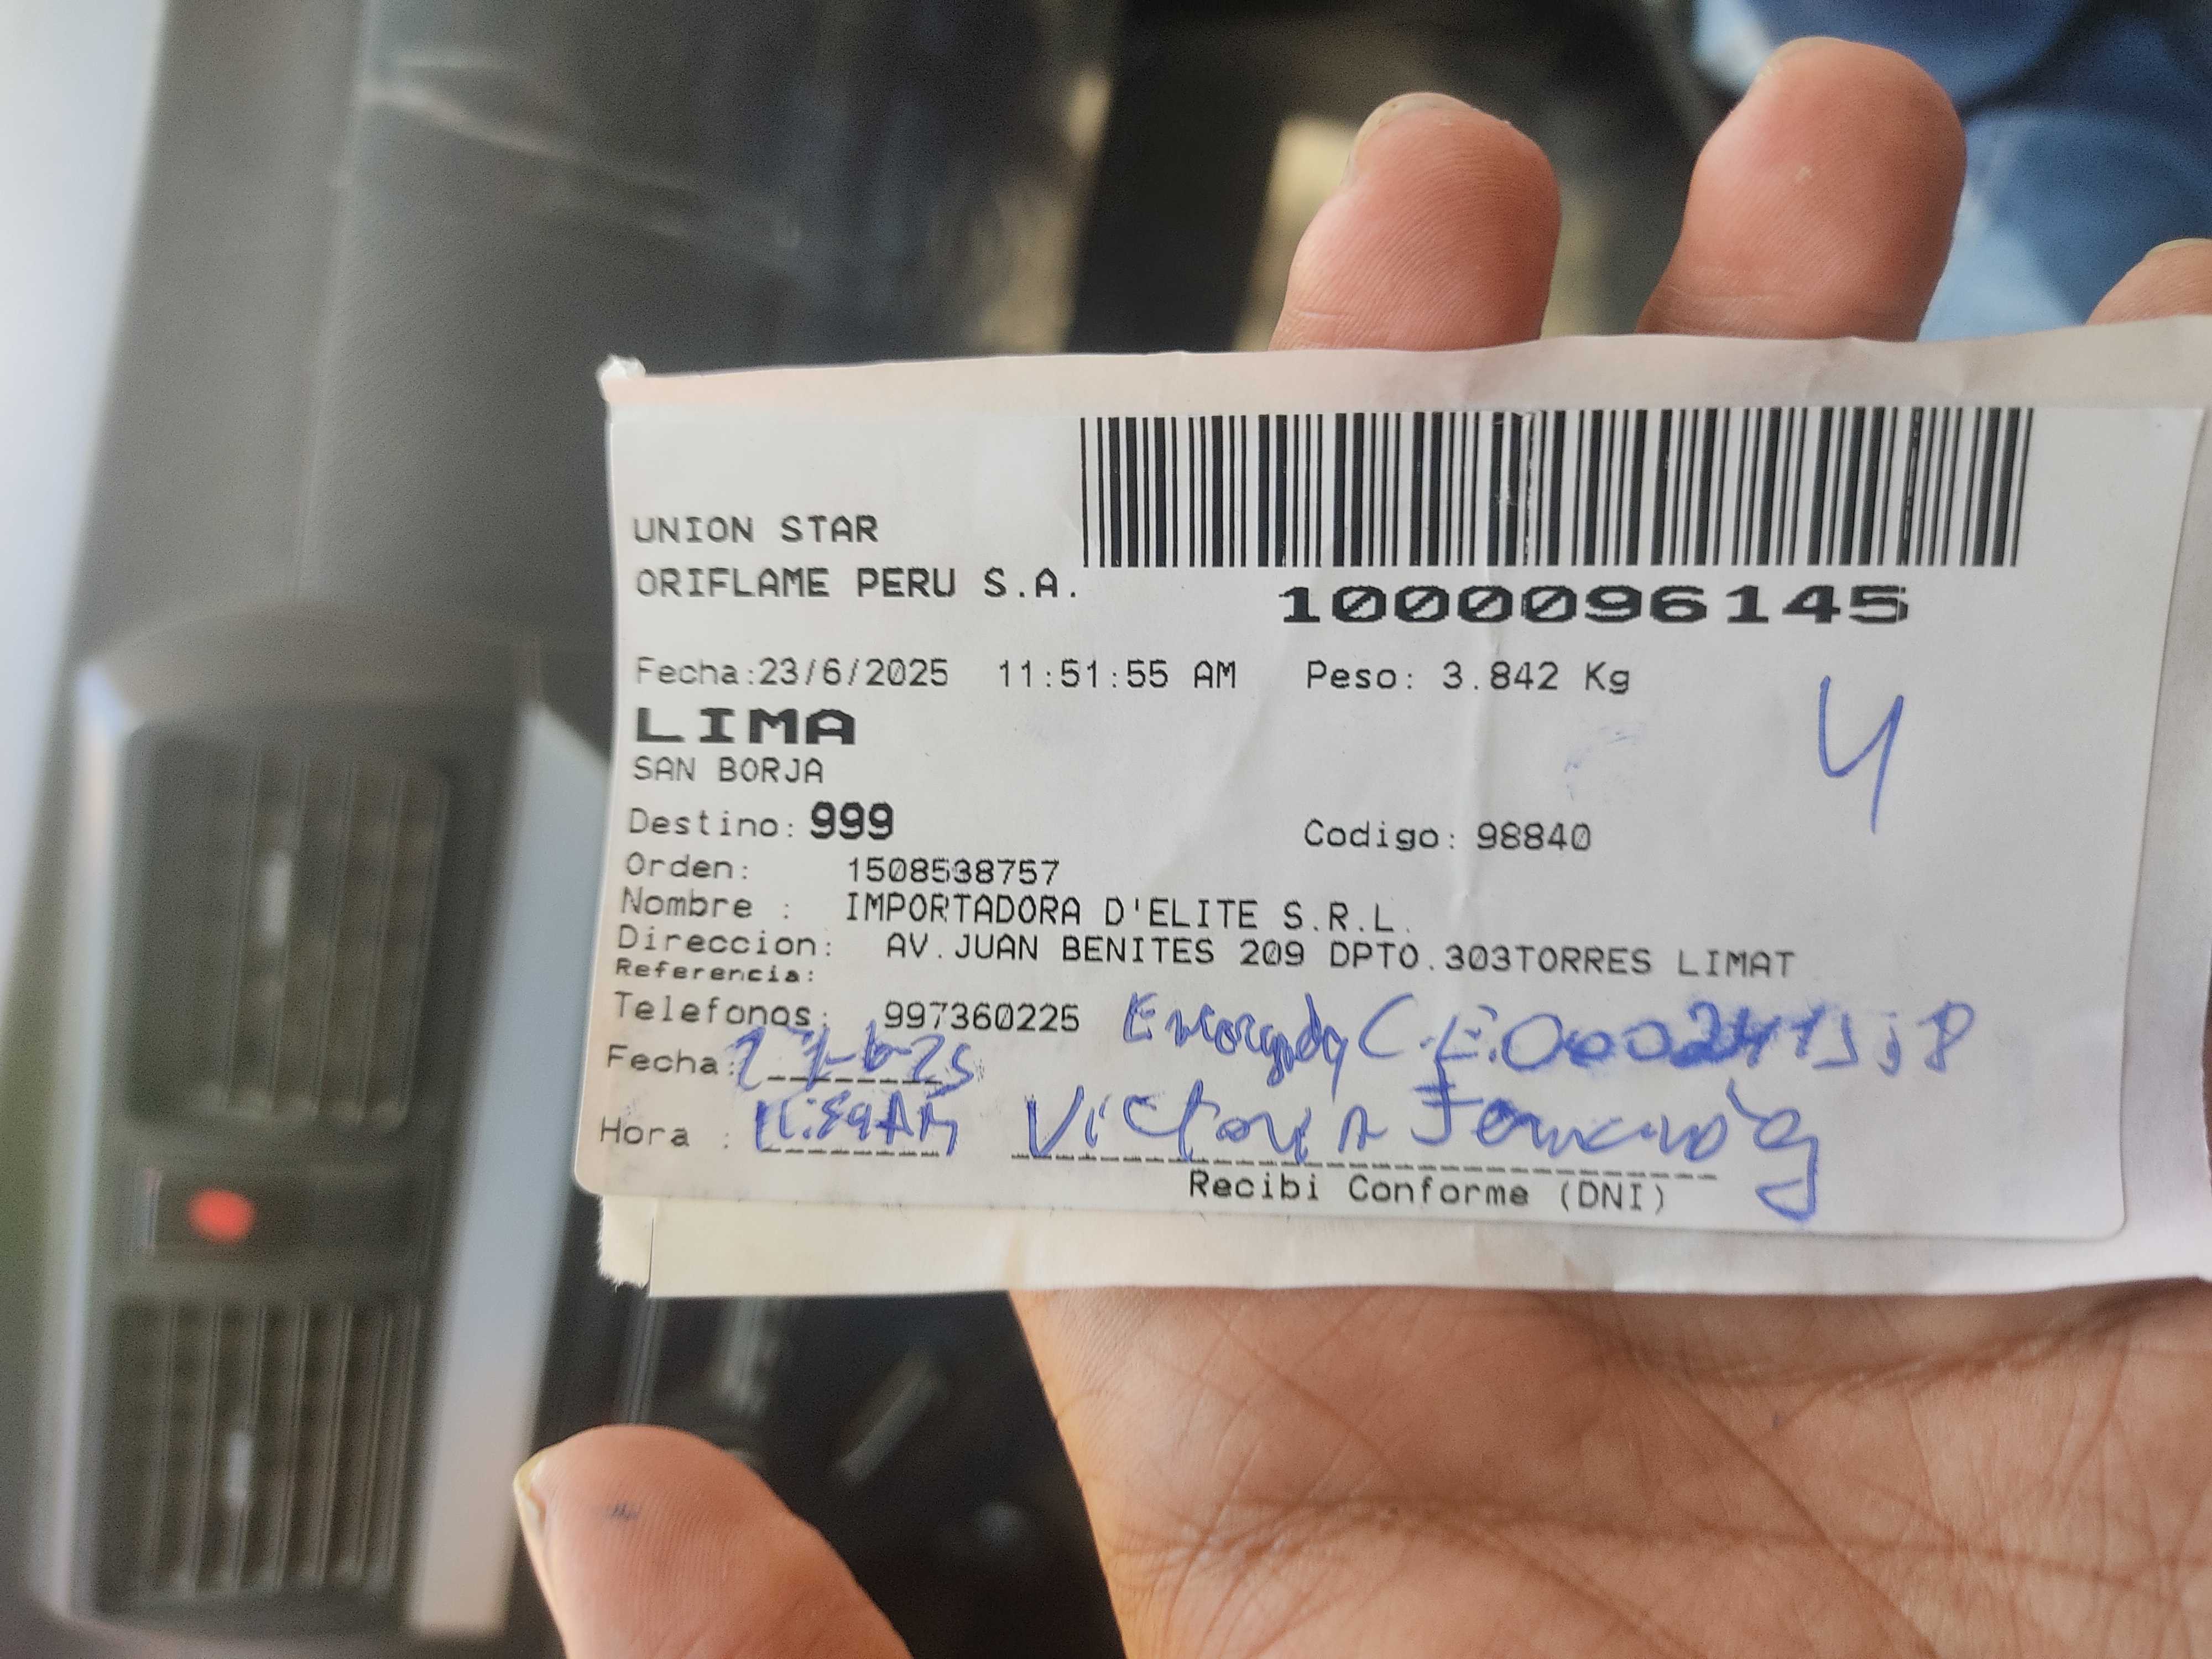 UNION STAR
ORIFLAME PERU S.A.
1000096145
Fecha:23/6/2025 11:51:55 AM Peso: 3.842 Kg
4
LIMA
SAN BORJA
Destino: 999 Codigo: 98840
Orden: 1508538757
Nombre : IMPORTADORA D'ELITE S.R.L.
Direccion: AV.JUAN BENITES 209 DPTO.303TORRES LIMAT
Referencia:
Telefonos: 997360225 C.E.
Fecha:
Hora : Victoria
Recibi Conforme (DNI)